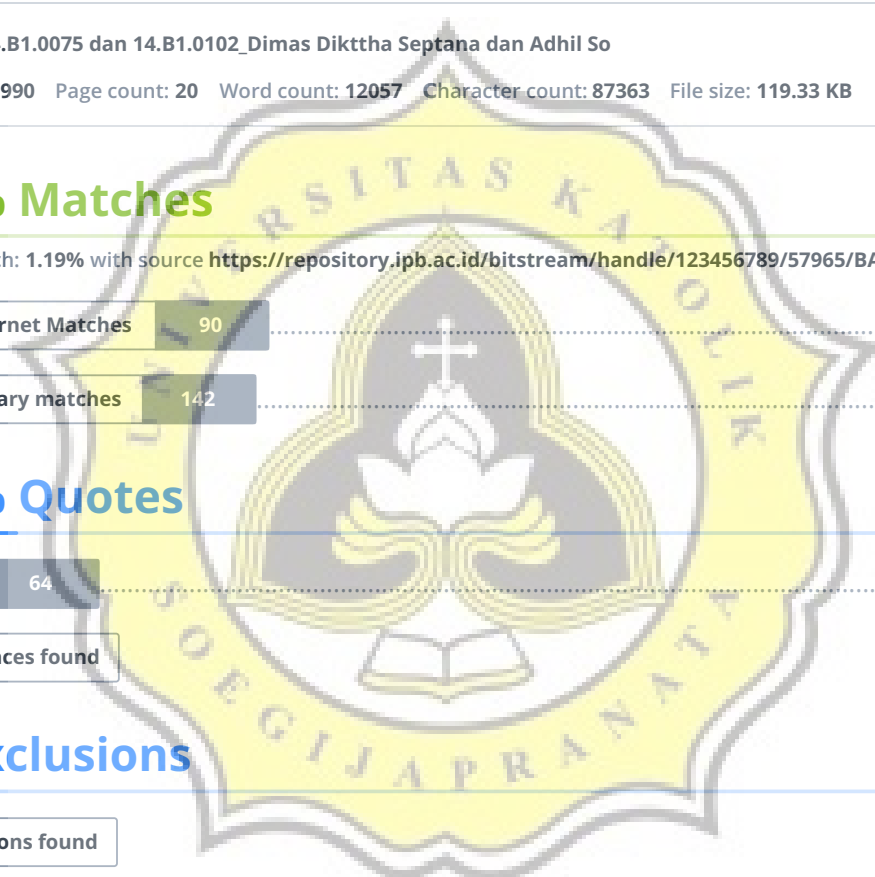 .B1.0075 dan 14.B1.0102_Dimas Dikttha Septana dan Adhil So
990 Page count: 20 Word count: 12057 Character count: 87363 File size: 119.33 KB
Matches
h: 1.19% with source https://repository.ipb.ac.id/bitstream/handle/123456789/57965/BA
rnet Matches 90
ary matches 142
Quotes
64
ces found
xclusions
ons found
UNIVERSITAS KATOLIK
SOEGIJAPRANATA